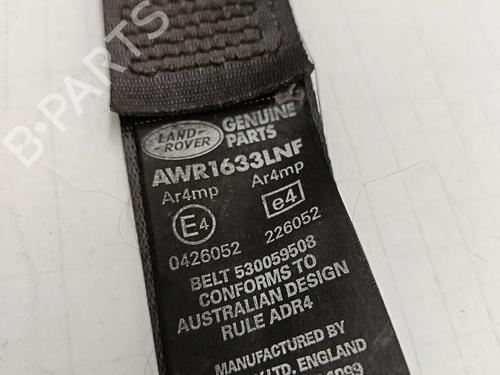 B-PARTS
LAND-
ROVER
GENUINE
PARTS
AWR1633LNF
Ar4mp Ar4mp
E4 e4
0426052 226052
BELT 530059508
CONFORMS TO
AUSTRALIAN DESIGN
RULE ADR4
MANUFACTURED BY
LTD, ENGLAND